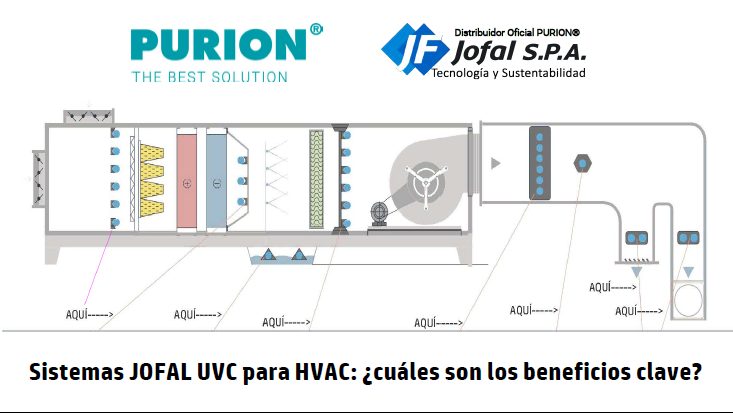 PURION®
THE BEST SOLUTION
Distribuidor Oficial PURION®
JF Jofal S.P.A.
Tecnología y Sustentabilidad
AQUÍ----->
AQUÍ----->
AQUÍ----->
AQUÍ----->
AQUÍ----->
AQUÍ----->
AQUÍ----->
Sistemas JOFAL UVC para HVAC: ¿cuáles son los beneficios clave?